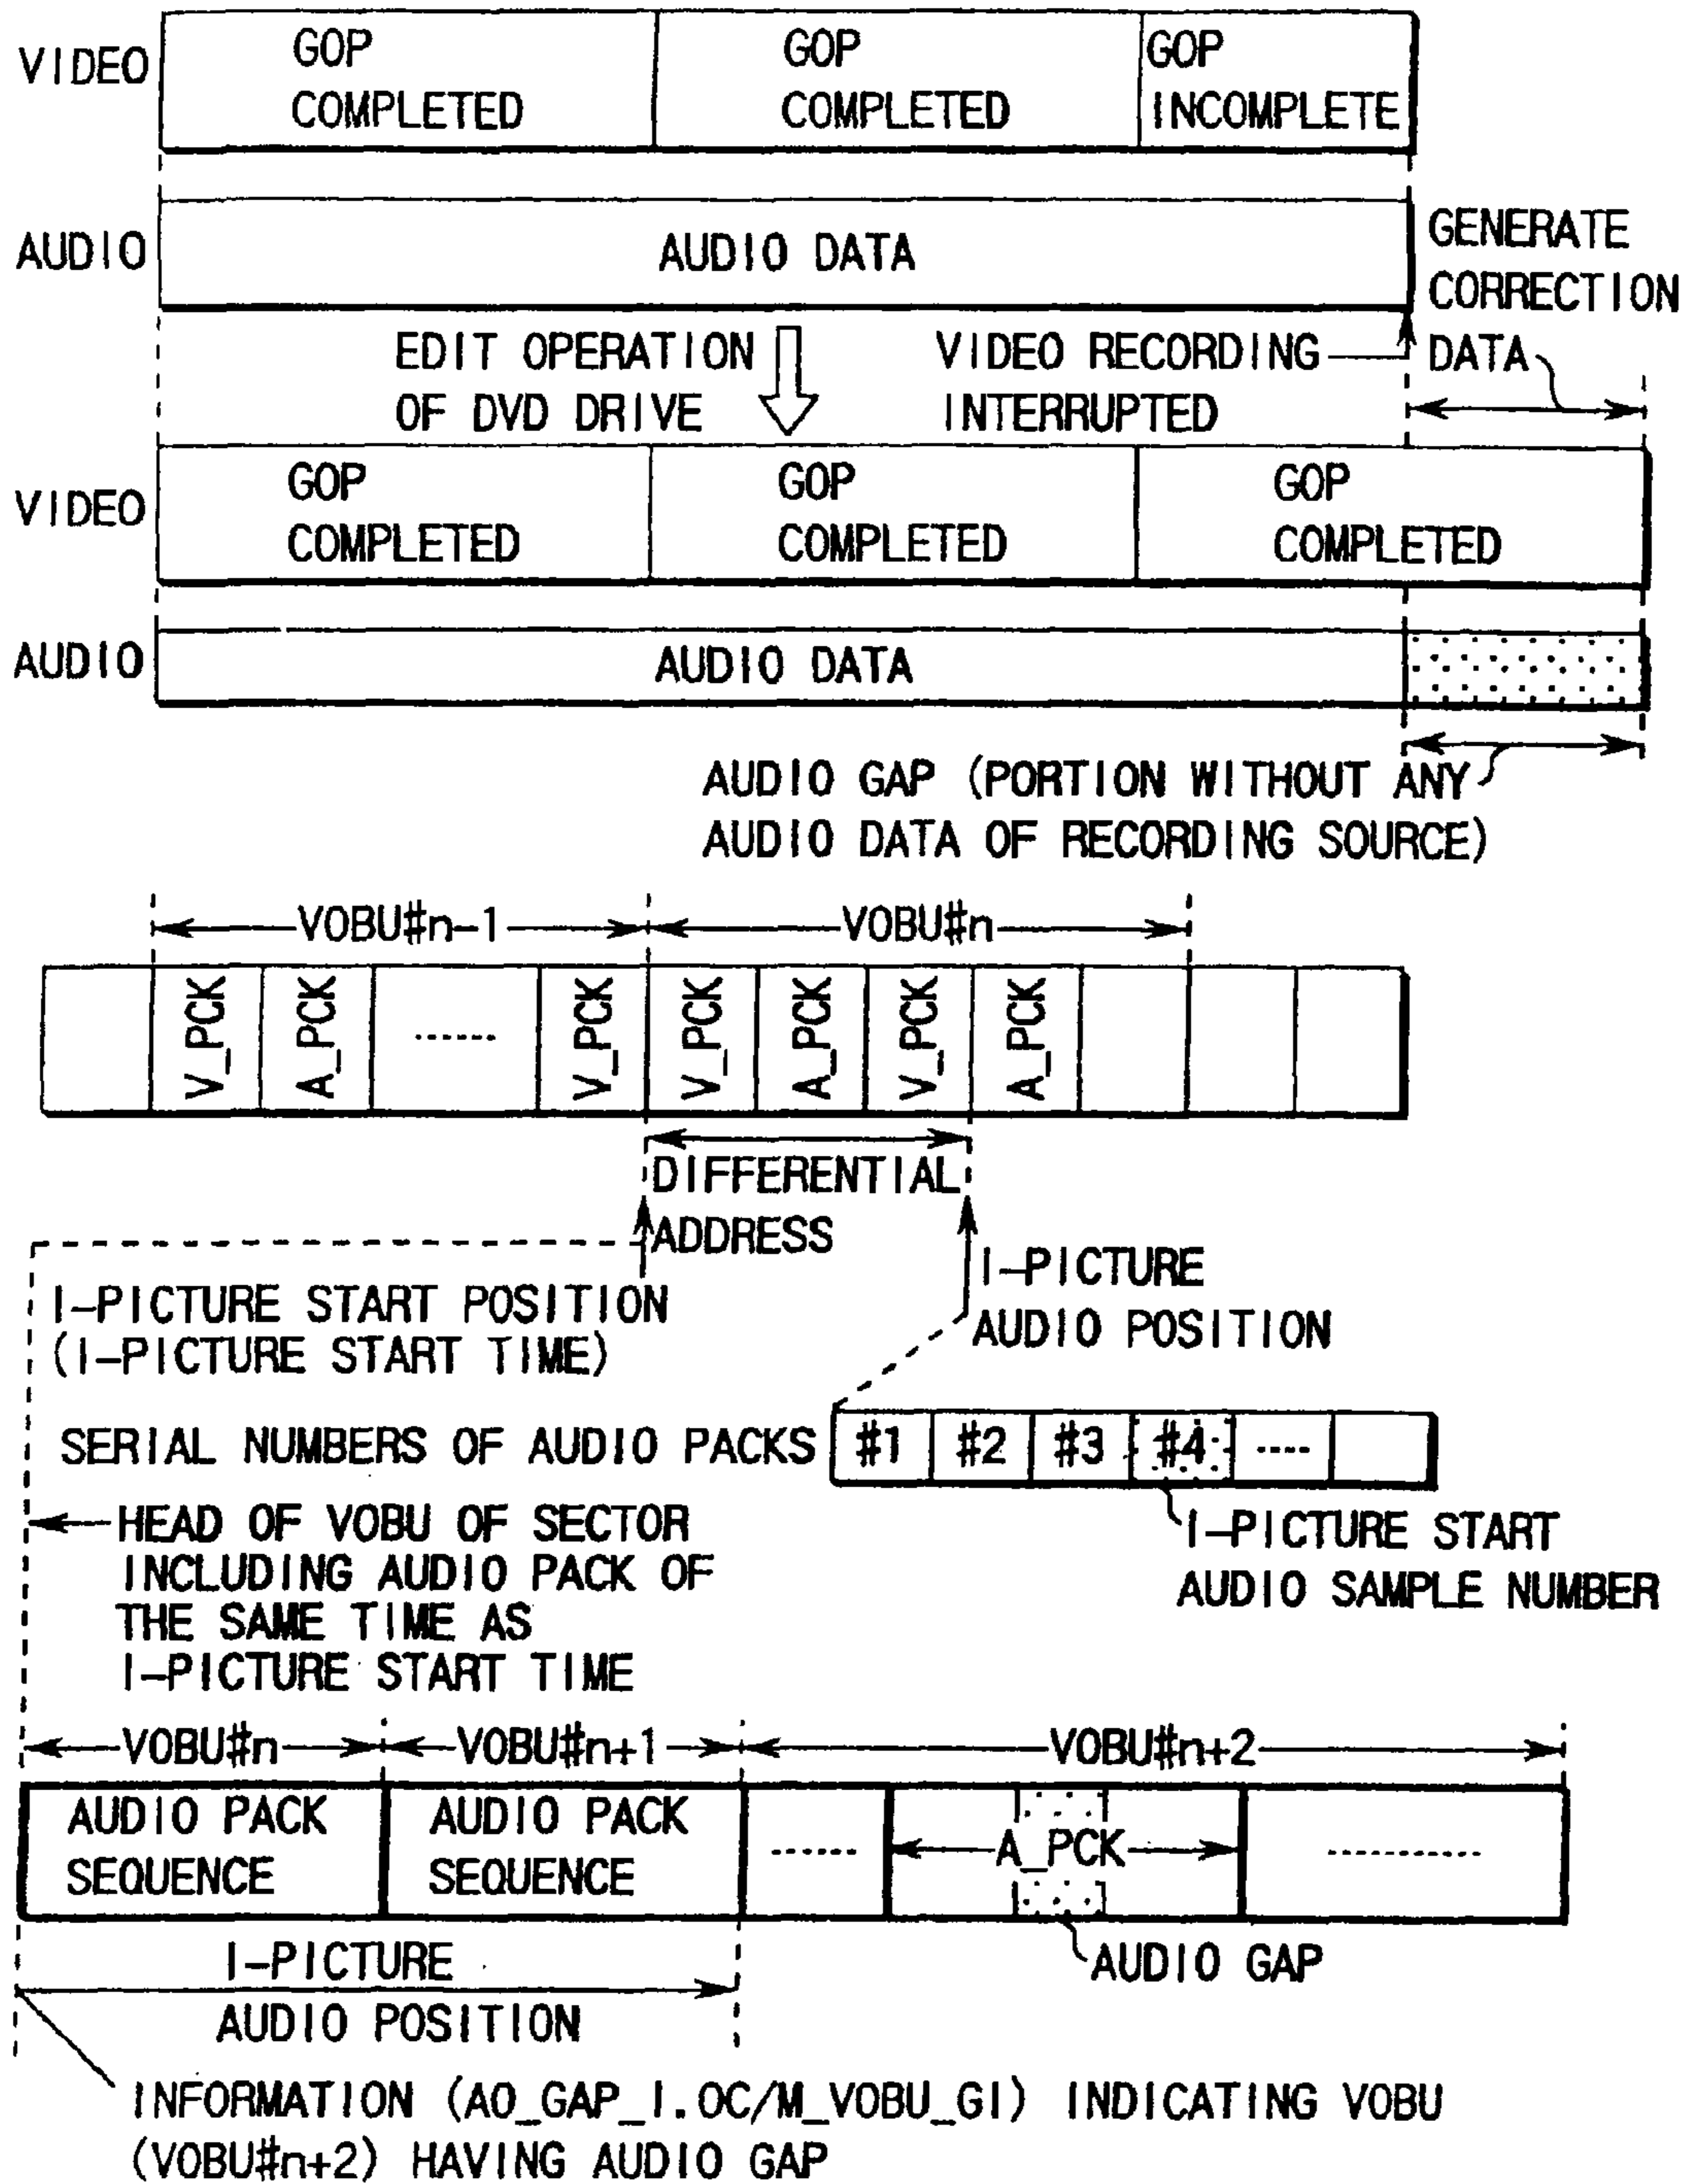 VIDEO
GOP
COMPLETED
GOP
COMPLETED
GOP
INCOMPLETE
AUDIO
AUDIO DATA
GENERATE
CORRECTION
DATA
EDIT OPERATION
OF DVD DRIVE
VIDEO RECORDING
INTERRUPTED
VIDEO
GOP
COMPLETED
GOP
COMPLETED
GOP
COMPLETED
AUDIO
AUDIO DATA
AUDIO GAP (PORTION WITHOUT ANY
AUDIO DATA OF RECORDING SOURCE)
VOBU#n-1
VOBU#n
V_PCK
A_PCK
......
V_PCK
V_PCK
A_PCK
V_PCK
A_PCK
DIFFERENTIAL
ADDRESS
I-PICTURE START POSITION
(I-PICTURE START TIME)
I-PICTURE
AUDIO POSITION
SERIAL NUMBERS OF AUDIO PACKS
#1
#2
#3
#4
....
I-PICTURE START
AUDIO SAMPLE NUMBER
HEAD OF VOBU OF SECTOR
INCLUDING AUDIO PACK OF
THE SAME TIME AS
I-PICTURE START TIME
VOBU#n
VOBU#n+1
VOBU#n+2
AUDIO PACK
SEQUENCE
AUDIO PACK
SEQUENCE
......
A_PCK
..........
AUDIO GAP
I-PICTURE
AUDIO POSITION
INFORMATION (A0_GAP_I.OC/M_VOBU_GI) INDICATING VOBU
(VOBU#n+2) HAVING AUDIO GAP